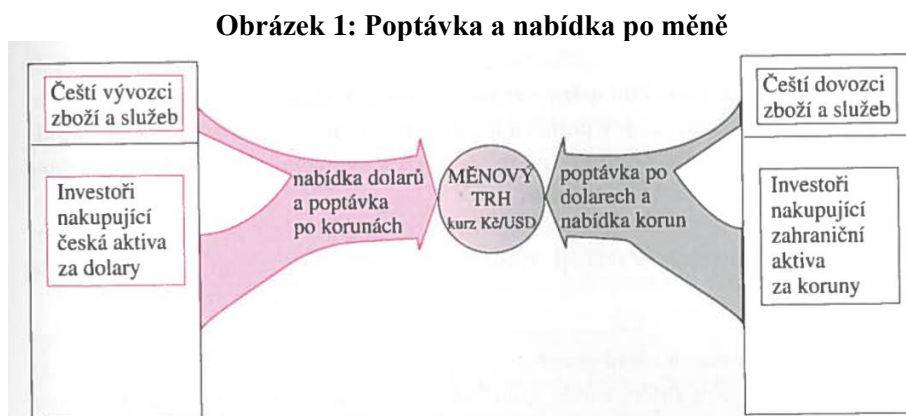 Obrázek 1: Poptávka a nabídka po měně
Čeští vývozci
zboží a služeb
Investoři
nakupující
česká aktiva
za dolary
nabídka dolarů
a poptávka
po korunách
MĚNOVÝ
TRH
kurz Kč/USD
poptávka po
dolarech a
nabídka korun
Čeští dovozci
zboží a služeb
Investoři
nakupující
zahraniční
aktiva
za koruny